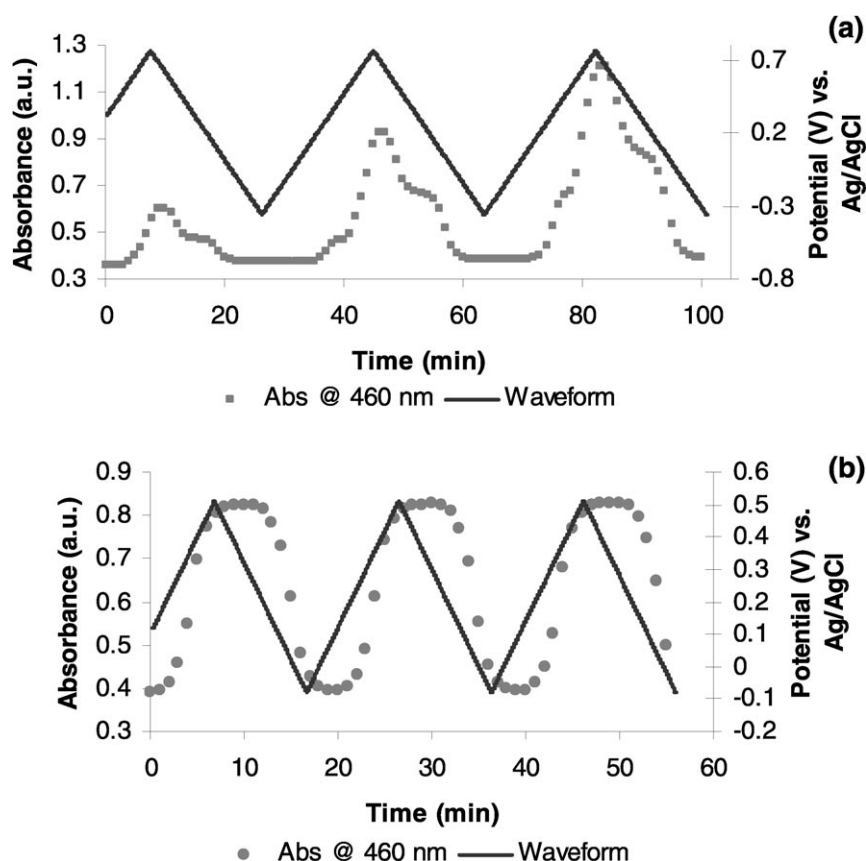 (a)
1.3
1.1
0.9
0.7
0.5
0.3
0.7
0.2
-0.3
-0.8
0
20
40
60
80
100
Absorbance (a.u.)
Potential (V) vs.
Ag/AgCl
Time (min)
Abs @ 460 nm
Waveform
(b)
0.9
0.8
0.7
0.6
0.5
0.4
0.3
0.6
0.5
0.4
0.3
0.2
0.1
0
-0.1
-0.2
0
10
20
30
40
50
60
Absorbance (a.u.)
Potential (V) vs.
Ag/AgCl
Time (min)
Abs @ 460 nm
Waveform